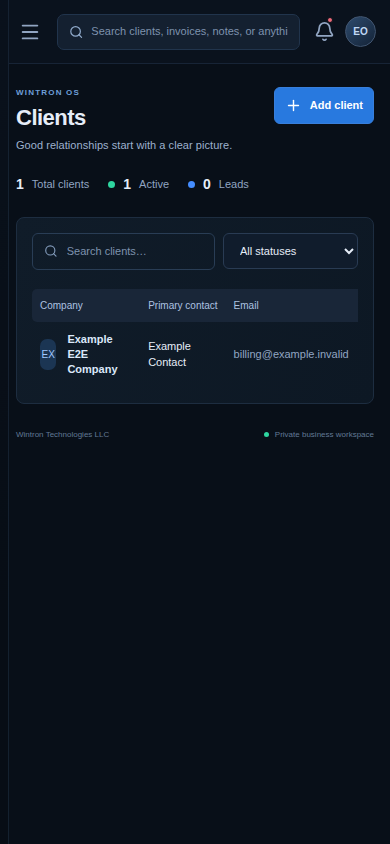 Search clients, invoices, notes, or anythi
EO
WINTRON OS
Clients
Add client
Good relationships start with a clear picture.
1 Total clients 1 Active 0 Leads
Search clients…
All statuses
Company Primary contact Email
EX
Example
E2E
Company
Example
Contact
billing@example.invalid
Wintron Technologies LLC
Private business workspace